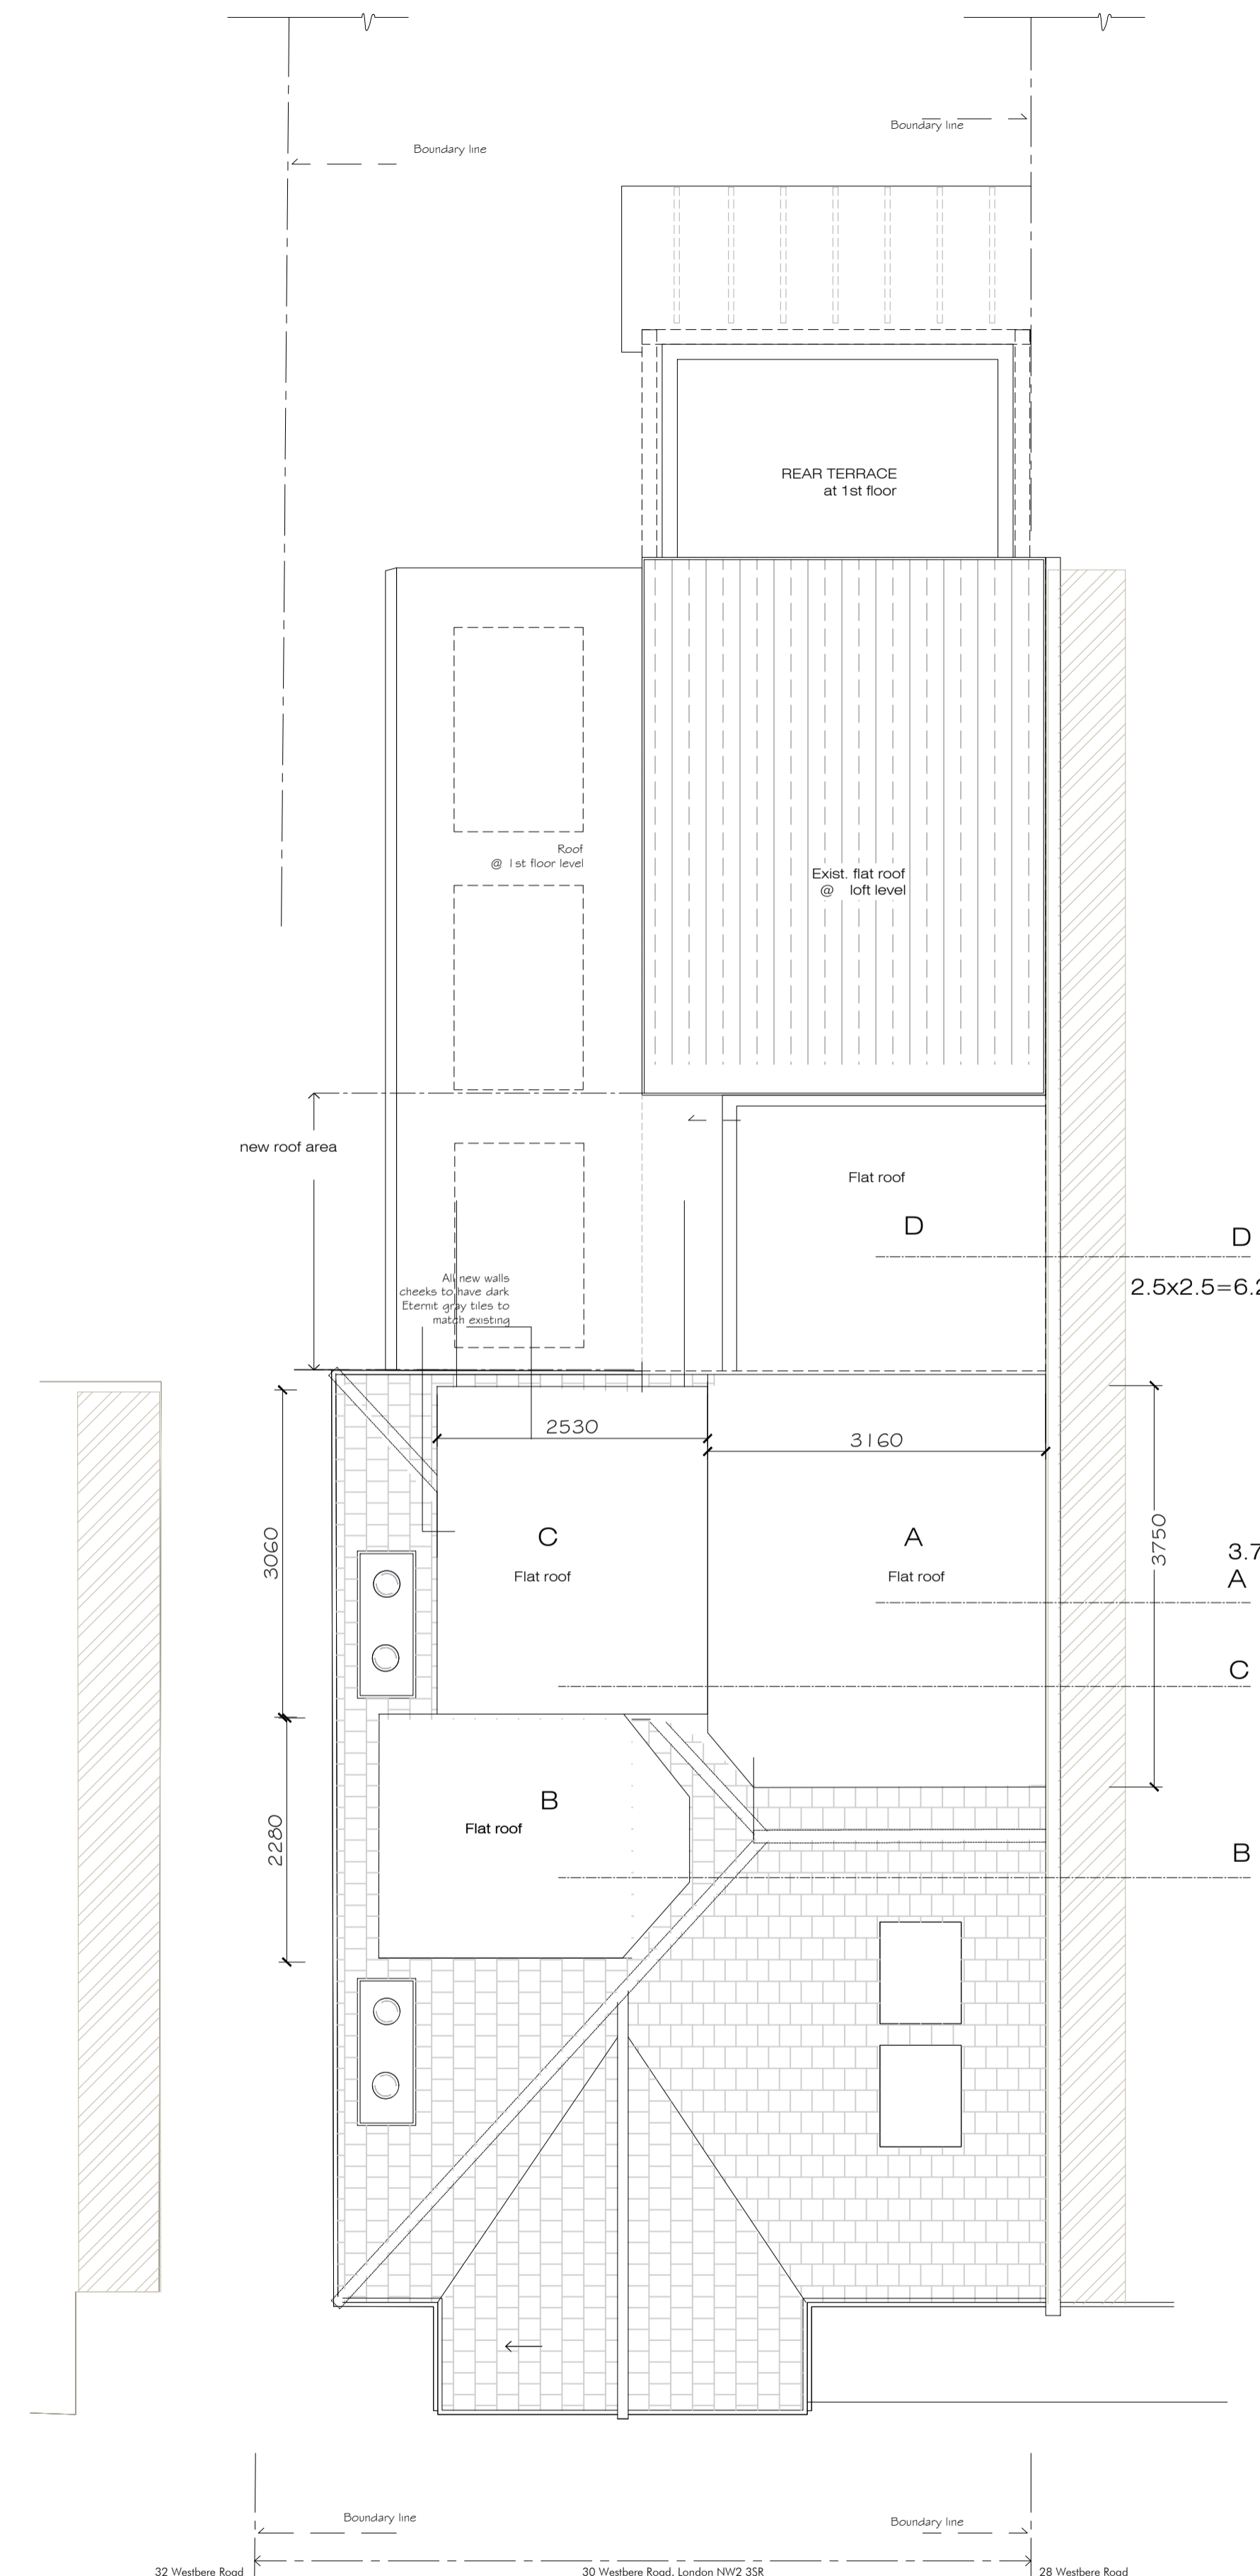 Boundary line
Boundary line
REAR TERRACE
at 1st floor
Roof
@ 1st floor level
Exist. flat roof
@ loft level
new roof area
Flat roof
D
D
2.5x2.5=6.2
All new walls
cheeks to have dark
Eternit gray tiles to
match existing
2530
3160
3060
C
Flat roof
A
Flat roof
3750
3.7
A
C
2280
B
Flat roof
B
Boundary line
Boundary line
32 Westbere Road
30 Westbere Road, London NW2 3SR
28 Westbere Road